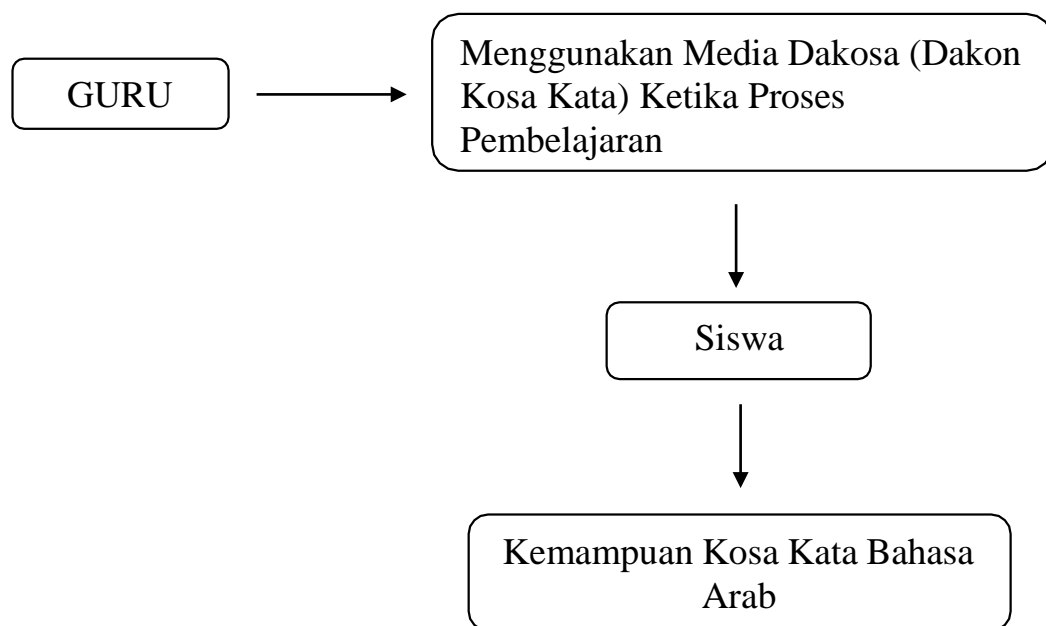 GURU
Menggunakan Media Dakosa (Dakon
Kosa Kata) Ketika Proses
Pembelajaran
Siswa
Kemampuan Kosa Kata Bahasa
Arab